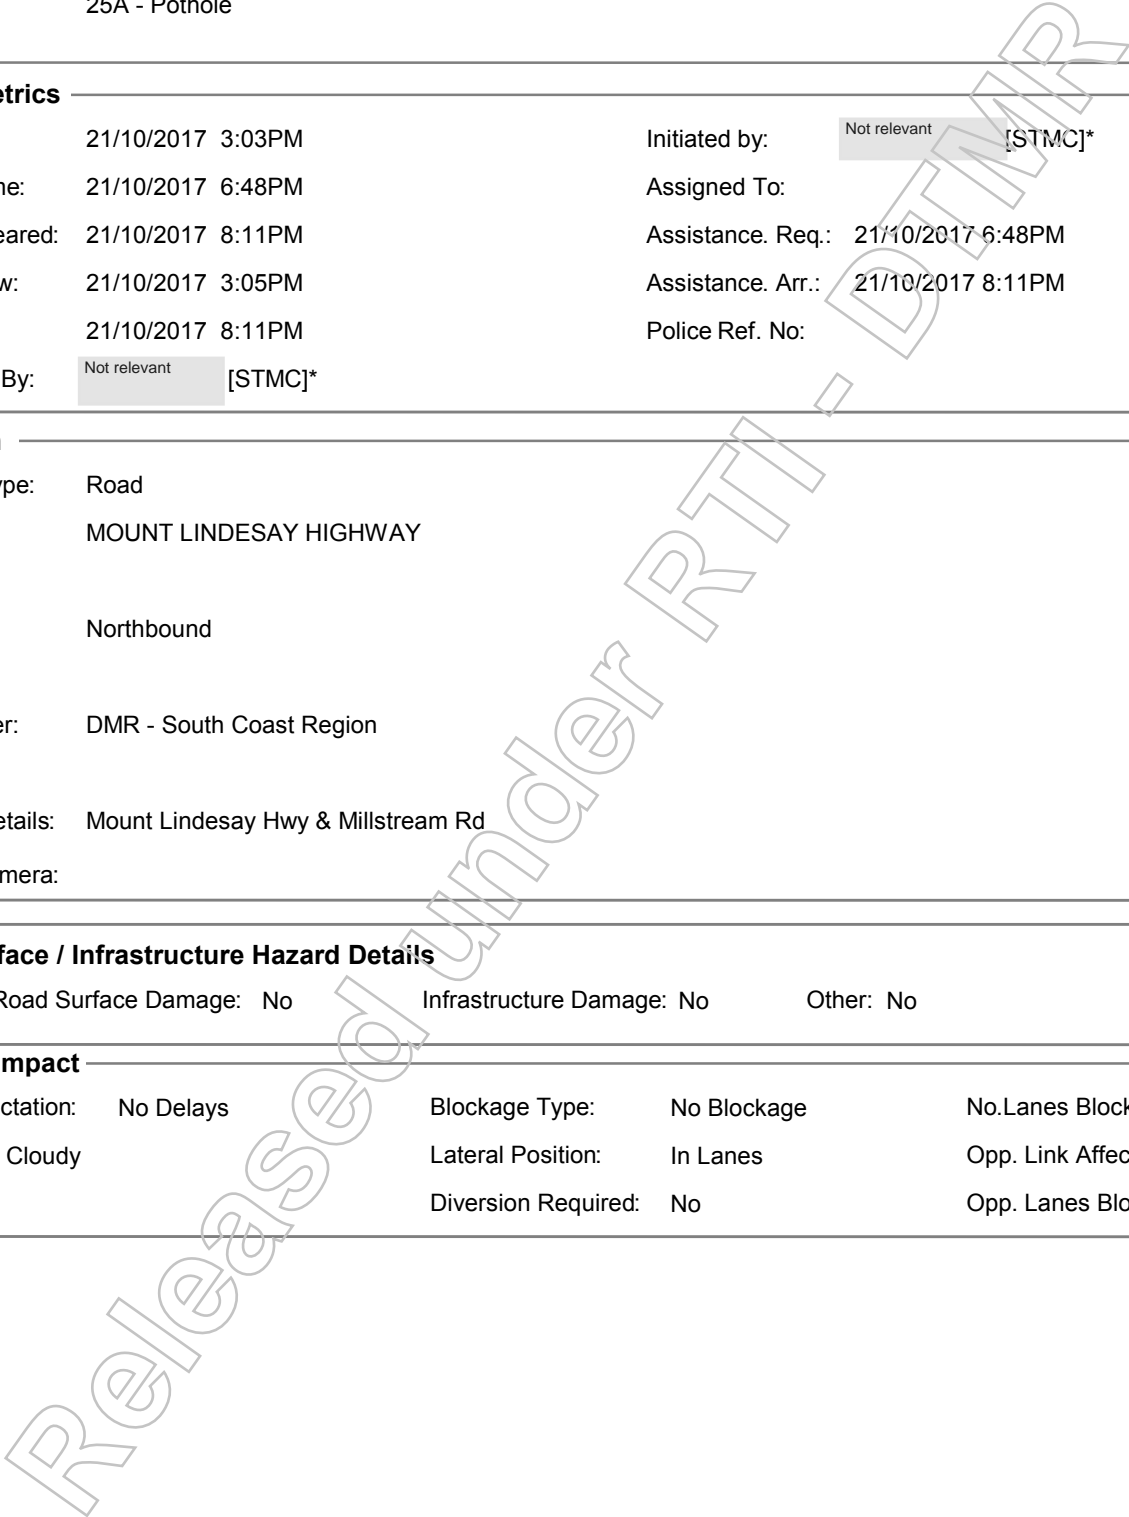 25A - Pothole
etrics
21/10/2017 3:03PM Initiated by: Not relevant [STMC]*
ne: 21/10/2017 6:48PM Assigned To:
eared: 21/10/2017 8:11PM Assistance. Req.: 21/10/2017 6:48PM
w: 21/10/2017 3:05PM Assistance. Arr.: 21/10/2017 8:11PM
21/10/2017 8:11PM Police Ref. No:
By: Not relevant [STMC]*
ype: Road
MOUNT LINDESAY HIGHWAY
Northbound
er: DMR - South Coast Region
etails: Mount Lindesay Hwy & Millstream Rd
mera:
face / Infrastructure Hazard Details
Road Surface Damage: No Infrastructure Damage: No Other: No
mpact
ctation: No Delays Blockage Type: No Blockage No.Lanes Block
Cloudy Lateral Position: In Lanes Opp. Link Affec
Diversion Required: No Opp. Lanes Blo
Released under RTI - DTMR